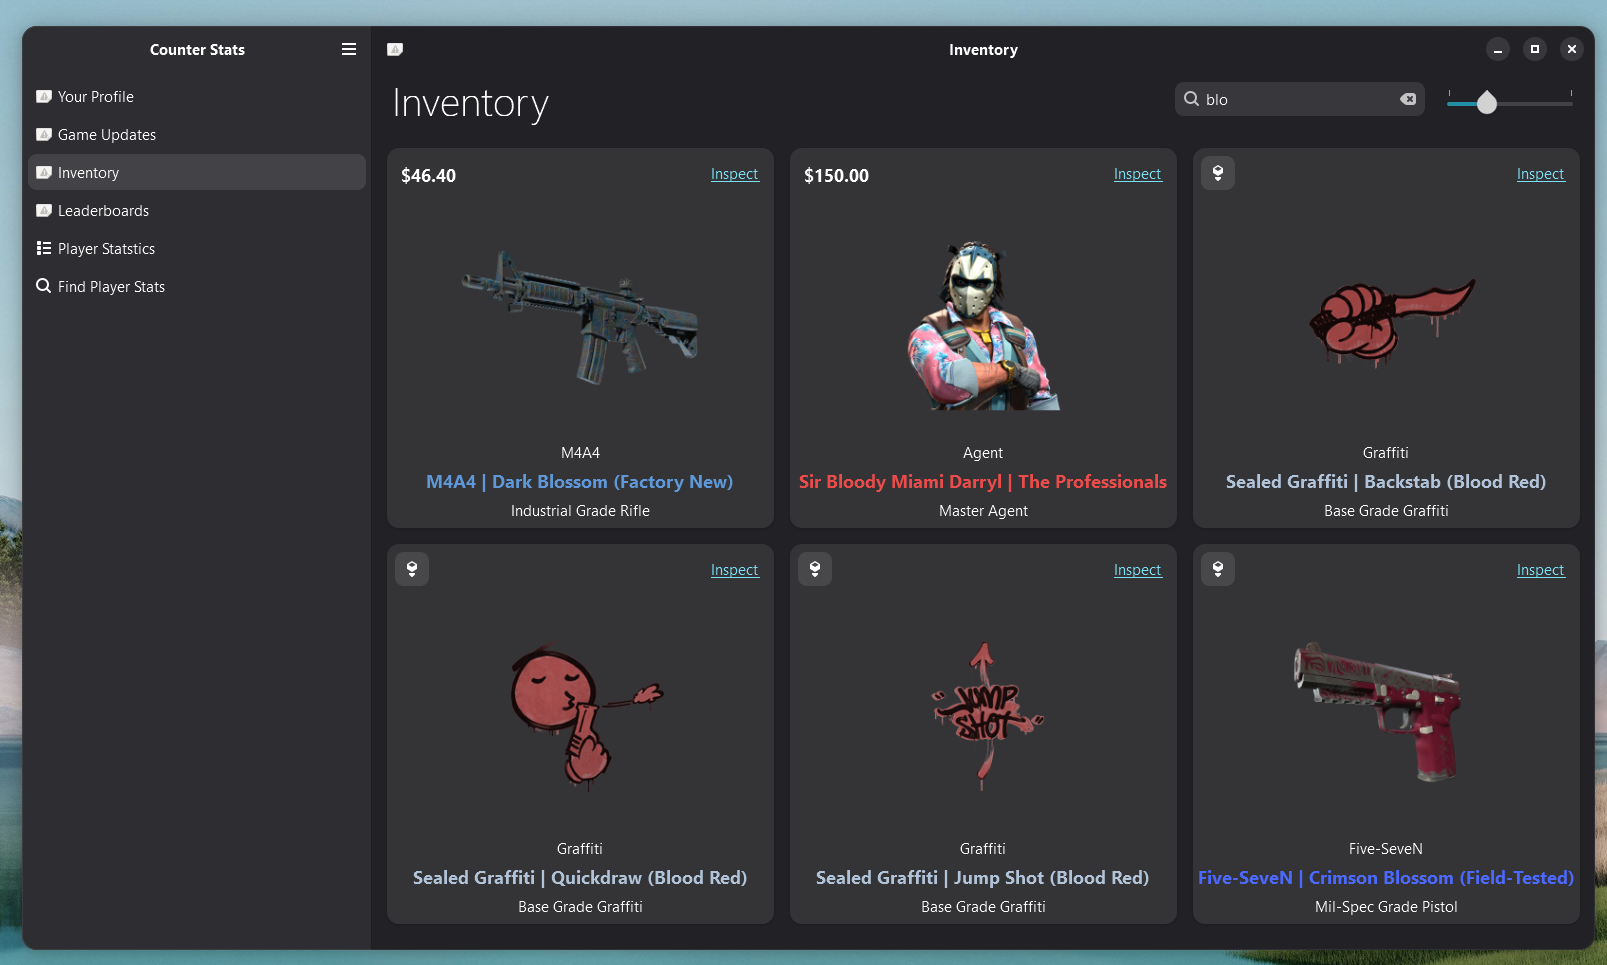 Counter Stats
Your Profile
Game Updates
Inventory
Leaderboards
Player Statstics
Find Player Stats
Inventory
Inventory
blo
$46.40
Inspect
M4A4
M4A4 | Dark Blossom (Factory New)
Industrial Grade Rifle
$150.00
Inspect
Agent
Sir Bloody Miami Darryl | The Professionals
Master Agent
Inspect
Graffiti
Sealed Graffiti | Backstab (Blood Red)
Base Grade Graffiti
Inspect
Graffiti
Sealed Graffiti | Quickdraw (Blood Red)
Base Grade Graffiti
Inspect
JUMP
SHOT
Graffiti
Sealed Graffiti | Jump Shot (Blood Red)
Base Grade Graffiti
Inspect
Five-SeveN
Five-SeveN | Crimson Blossom (Field-Tested)
Mil-Spec Grade Pistol